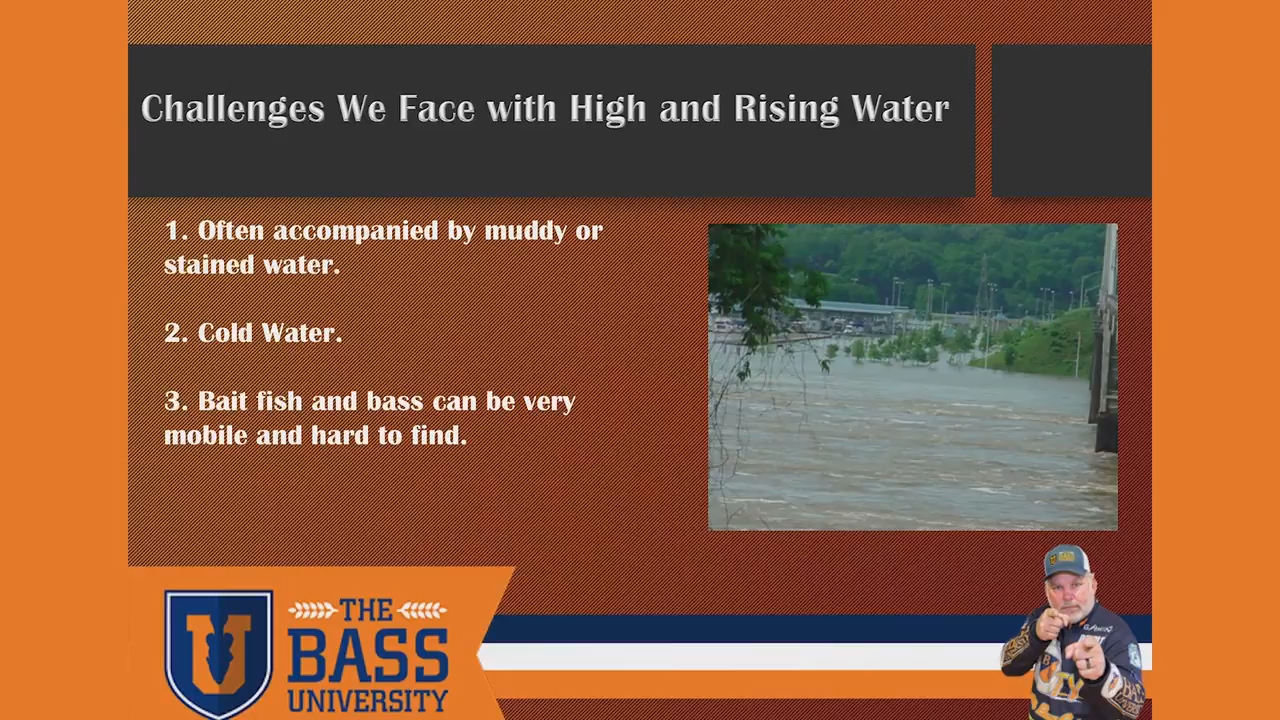 Challenges We Face with High and Rising Water
1. Often accompanied by muddy or
stained water.
2. Cold Water.
3. Bait fish and bass can be very
mobile and hard to find.
THE
BASS
UNIVERSITY